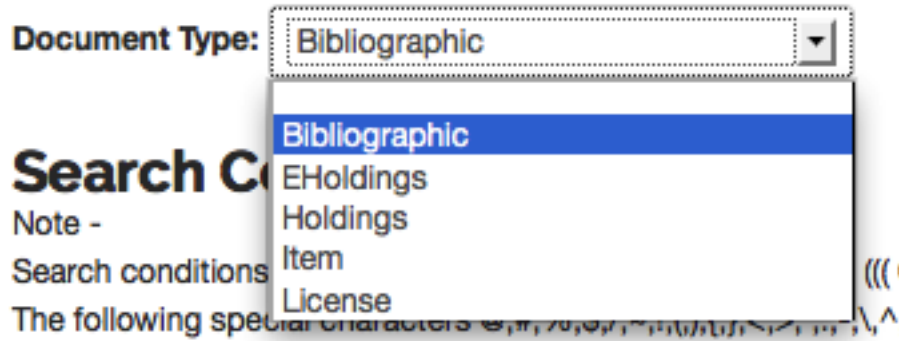 Document Type: Bibliographic
Bibliographic
EHoldings
Holdings
Item
License
Search C
Note -
Search conditions (((
The following special characters @,#,%,$,/,~,!,(,),{,},<,>,